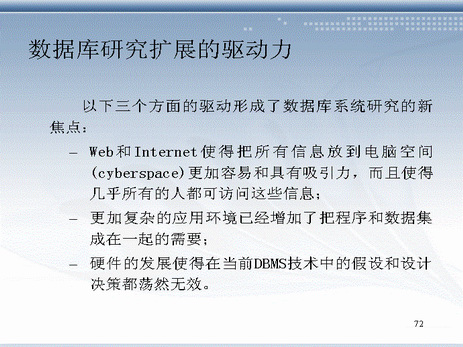 数据库研究扩展的驱动力
以下三个方面的驱动形成了数据库系统研究的新
焦点：
– Web和Internet使得把所有信息放到电脑空间
(cyberspace)更加容易和具有吸引力，而且使得
几乎所有的人都可访问这些信息；
– 更加复杂的应用环境已经增加了把程序和数据集
成在一起的需要；
– 硬件的发展使得在当前DBMS技术中的假设和设计
决策都荡然无效。
72